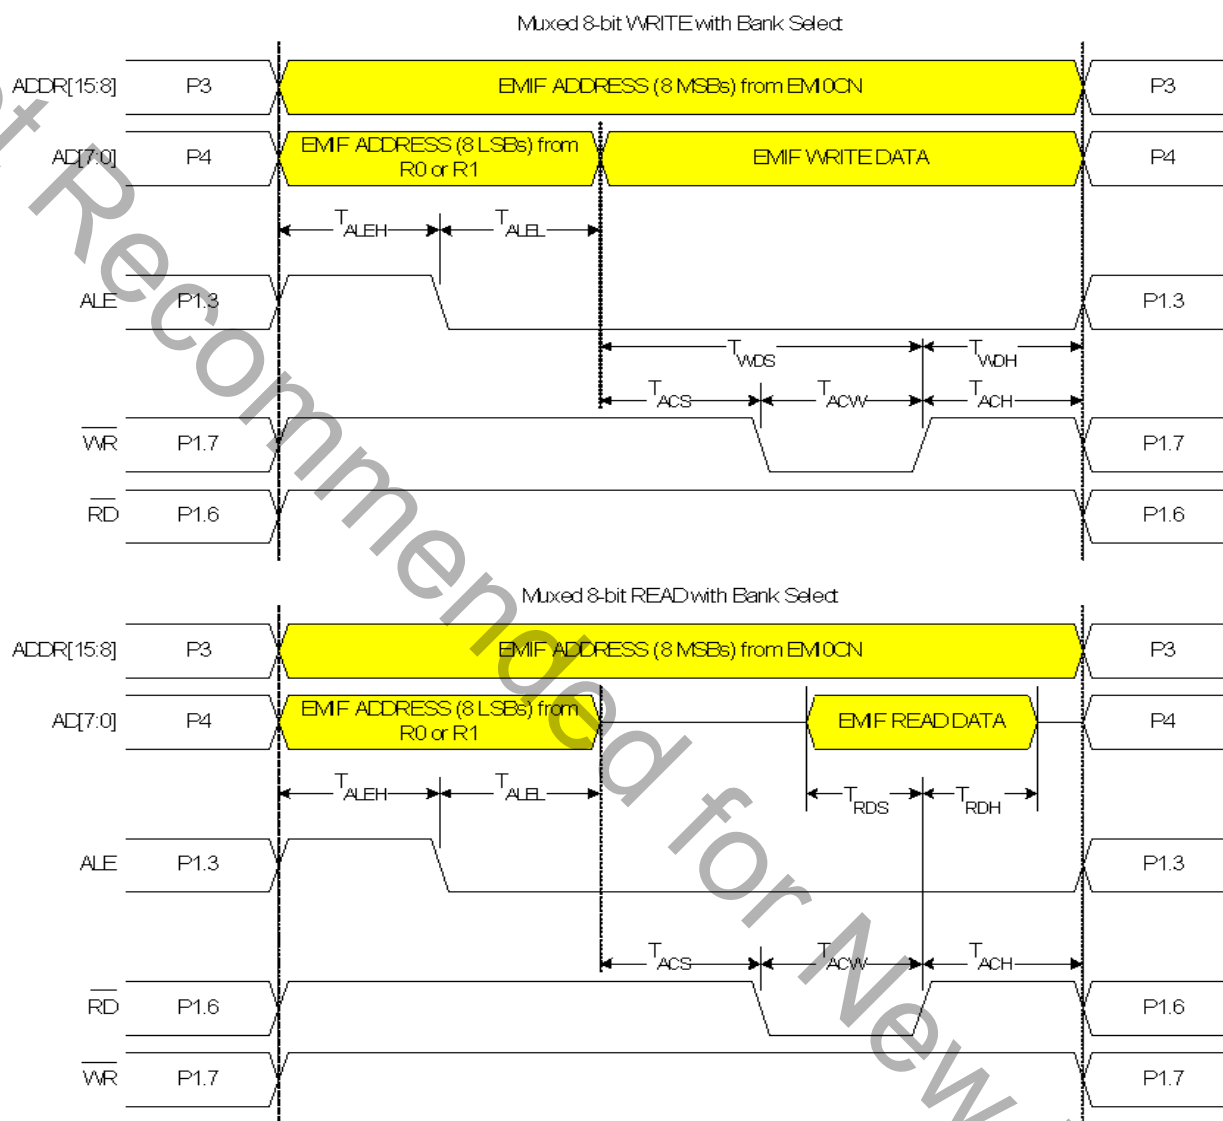 Muxed 8-bit WRITE with Bank Select
ADDR[15:8] P3 EMIF ADDRESS (8 MSBs) from EMI0CN P3
AD[7:0] P4 EMIF ADDRESS (8 LSBs) from R0 or R1 EMIF WRITE DATA P4
TALEH TALEL
ALE P1.3 P1.3
TWDS TWDH
TACS TACW TACH
WR P1.7 P1.7
RD P1.6 P1.6
Muxed 8-bit READ with Bank Select
ADDR[15:8] P3 EMIF ADDRESS (8 MSBs) from EMI0CN P3
AD[7:0] P4 EMIF ADDRESS (8 LSBs) from R0 or R1 EMIF READ DATA P4
TALEH TALEL TRDS TRDH
ALE P1.3 P1.3
TACS TACW TACH
RD P1.6 P1.6
WR P1.7 P1.7
Recommended for New